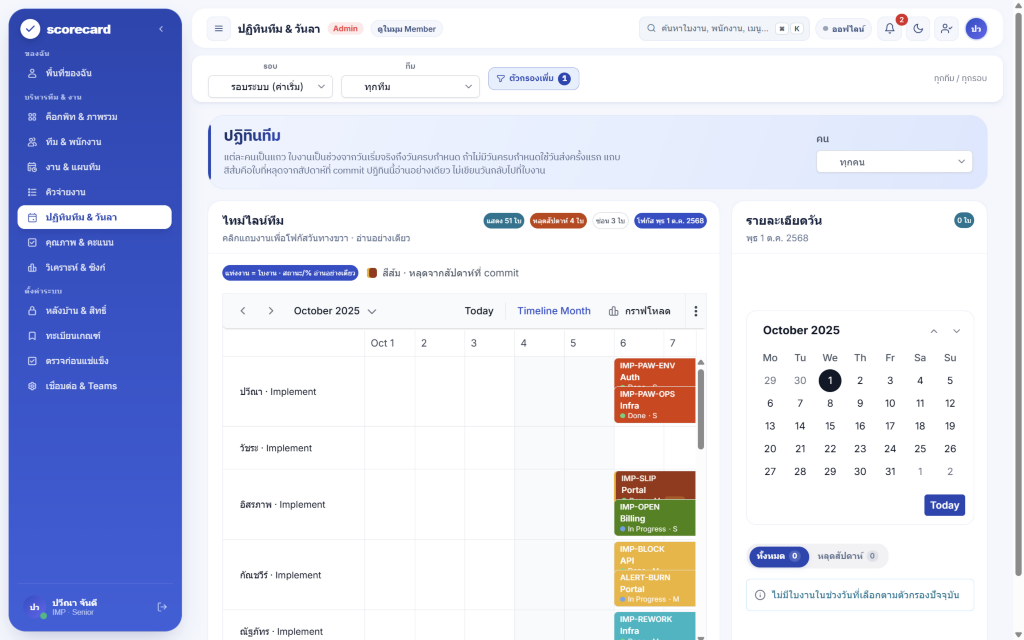 scorecard
ของฉัน
พื้นที่ของฉัน
บริหารทีม & งาน
ค็อกพิท & ภาพรวม
ทีม & พนักงาน
งาน & แผนทีม
คิวจ่ายงาน
ปฏิทินทีม & วันลา
คุณภาพ & คะแนน
วิเคราะห์ & ซิงก์
ตั้งค่าระบบ
หลังบ้าน & สิทธิ์
ทะเบียนเกณฑ์
ตรวจก่อนแช่แข็ง
เชื่อมต่อ & Teams
ปา
ปวีณา จันดี
IMP · Senior
ปฏิทินทีม & วันลา
Admin
ดูในมุม Member
ค้นหาใบงาน, พนักงาน, เมนู...
⌘ K
ออฟไลน์
2
ปา
รอบ
รอบระบบ (ค่าเริ่ม)
ทีม
ทุกทีม
ตัวกรองเพิ่ม 1
ทุกทีม / ทุกรอบ
ปฏิทินทีม
แต่ละคนเป็นแถว ใบงานเป็นช่วงจากวันเริ่มจริงถึงวันครบกำหนด ถ้าไม่มีวันครบกำหนดใช้วันส่งครั้งแรก แถบ
สีส้มคือใบที่หลุดจากสัปดาห์ที่ commit ปฏิทินนี้อ่านอย่างเดียว ไม่เขียนวันกลับไปที่ใบงาน
คน
ทุกคน
ไทม์ไลน์ทีม
แสดง 51 ใบ
หลุดสัปดาห์ 4 ใบ
ซ่อน 3 ใบ
โฟกัส พุธ 1 ต.ค. 2568
คลิกแถบงานเพื่อโฟกัสวันทางขวา · อ่านอย่างเดียว
แท่งงาน = ใบงาน · สถานะ/% อ่านอย่างเดียว
สีส้ม · หลุดจากสัปดาห์ที่ commit
October 2025
Today
Timeline Month
กราฟโหลด
Oct 1 2 3 4 5 6 7
ปวีณา · Implement
IMP-PAW-ENV
Auth
IMP-PAW-OPS
Infra
Done · S
วัชระ · Implement
อิสรภาพ · Implement
IMP-SLIP
Portal
IMP-OPEN
Billing
In Progress · S
กัณชวีร์ · Implement
IMP-BLOCK
API
ALERT-BURN
Portal
In Progress · M
ณัฐภัทร · Implement
IMP-REWORK
Infra
รายละเอียดวัน
0 ใบ
พุธ 1 ต.ค. 2568
October 2025
Mo Tu We Th Fr Sa Su
29 30 1 2 3 4 5
6 7 8 9 10 11 12
13 14 15 16 17 18 19
20 21 22 23 24 25 26
27 28 29 30 31 1 2
Today
ทั้งหมด 0
หลุดสัปดาห์ 0
ไม่มีใบงานในช่วงวันที่เลือกตามตัวกรองปัจจุบัน